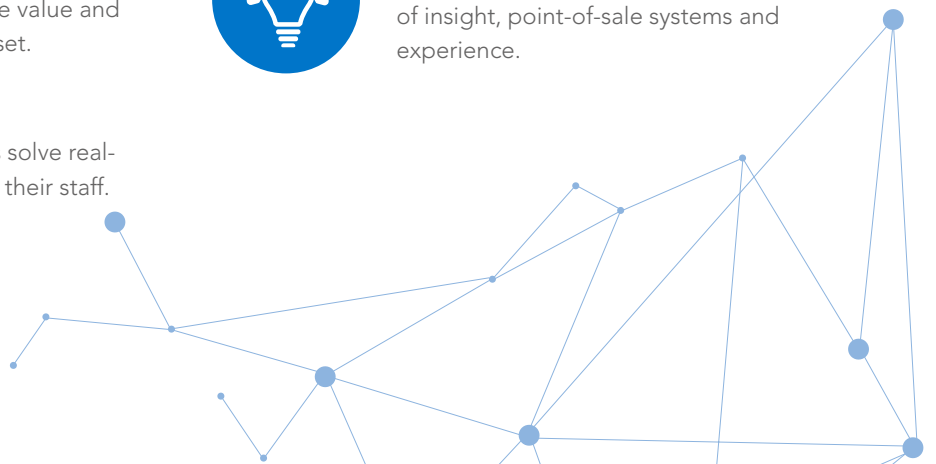 e value and
set.
solve real-
their staff.
of insight, point-of-sale systems and
experience.